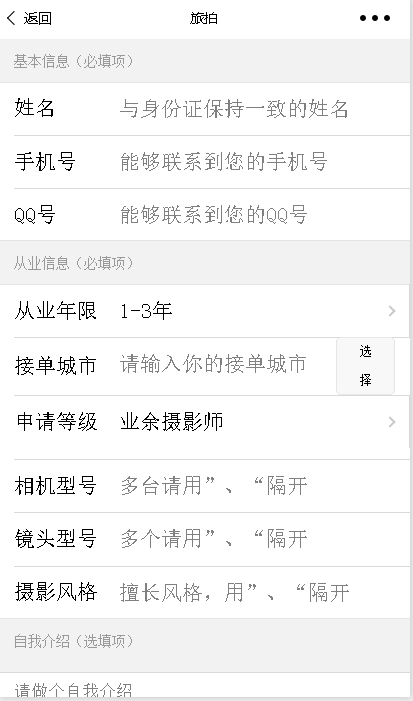 返回 旅拍
基本信息（必填项）
姓名 与身份证保持一致的姓名
手机号 能够联系到您的手机号
QQ号 能够联系到您的QQ号
从业信息（必填项）
从业年限 1-3年
接单城市 请输入你的接单城市 选
择
申请等级 业余摄影师
相机型号 多台请用”、“隔开
镜头型号 多个请用”、“隔开
摄影风格 擅长风格，用”、“隔开
自我介绍（选填项）
请做个自我介绍